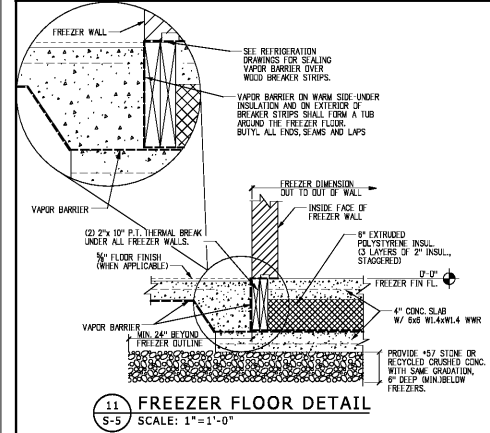 FREEZER WALL
SEE REFRIGERATION
DRAWINGS FOR SEALING
VAPOR BARRIER OVER
WOOD BREAKER STRIPS.
VAPOR BARRIER ON WARM SIDE-UNDER
INSULATION AND ON EXTERIOR OF
BREAKER STRIPS SHALL FORM A TUB
AROUND THE FREEZER FLOOR.
BUTYL ALL ENDS, SEAMS AND LAPS
VAPOR BARRIER
FREEZER DIMENSION
OUT TO OUT OF WALL
INSIDE FACE OF
FREEZER WALL
(2) 2"x 10" P.T. THERMAL BREAK
UNDER ALL FREEZER WALLS.
6" EXTRUDED
POLYSTYRENE INSUL.
(3 LAYERS OF 2" INSUL.,
STAGGERED)
⅝" FLOOR FINISH
(WHEN APPLICABLE)
0'-0"
FREEZER FIN FL.
4" CONC. SLAB
W/ 6x6 W1.4xW1.4 WWR
VAPOR BARRIER
MIN. 24" BEYOND
FREEZER OUTLINE
PROVIDE #57 STONE OR
RECYCLED CRUSHED CONC.
WITH SAME GRADATION,
6" DEEP (MIN.)BELOW
FREEZERS.
11 FREEZER FLOOR DETAIL
S-5 SCALE: 1"=1'-0"